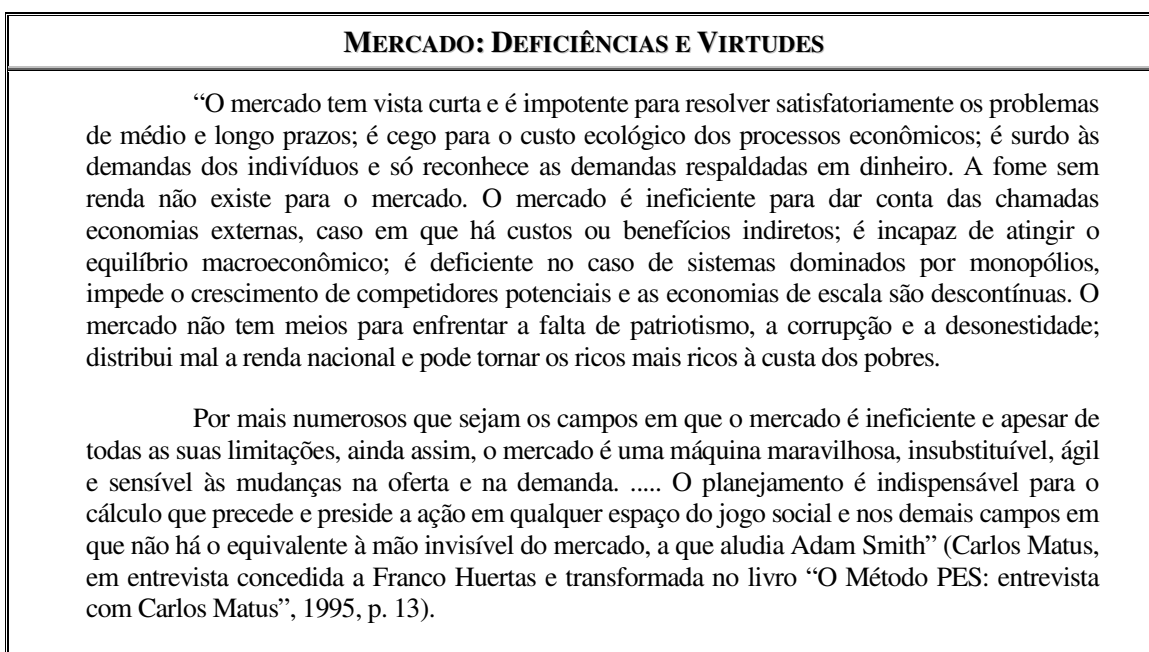 MERCADO: DEFICIÊNCIAS E VIRTUDES
“O mercado tem vista curta e é impotente para resolver satisfatoriamente os problemas
de médio e longo prazos; é cego para o custo ecológico dos processos econômicos; é surdo às
demandas dos indivíduos e só reconhece as demandas respaldadas em dinheiro. A fome sem
renda não existe para o mercado. O mercado é ineficiente para dar conta das chamadas
economias externas, caso em que há custos ou benefícios indiretos; é incapaz de atingir o
equilíbrio macroeconômico; é deficiente no caso de sistemas dominados por monopólios,
impede o crescimento de competidores potenciais e as economias de escala são descontínuas. O
mercado não tem meios para enfrentar a falta de patriotismo, a corrupção e a desonestidade;
distribui mal a renda nacional e pode tornar os ricos mais ricos à custa dos pobres.
Por mais numerosos que sejam os campos em que o mercado é ineficiente e apesar de
todas as suas limitações, ainda assim, o mercado é uma máquina maravilhosa, insubstituível, ágil
e sensível às mudanças na oferta e na demanda. ..... O planejamento é indispensável para o
cálculo que precede e preside a ação em qualquer espaço do jogo social e nos demais campos em
que não há o equivalente à mão invisível do mercado, a que aludia Adam Smith” (Carlos Matus,
em entrevista concedida a Franco Huertas e transformada no livro “O Método PES: entrevista
com Carlos Matus”, 1995, p. 13).